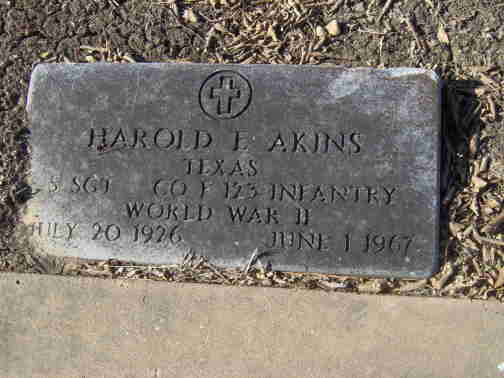 HAROLD E AKINS
TEXAS
S SGT CO F 123 INFANTRY
WORLD WAR II
JULY 20 1926 JUNE 1 1967